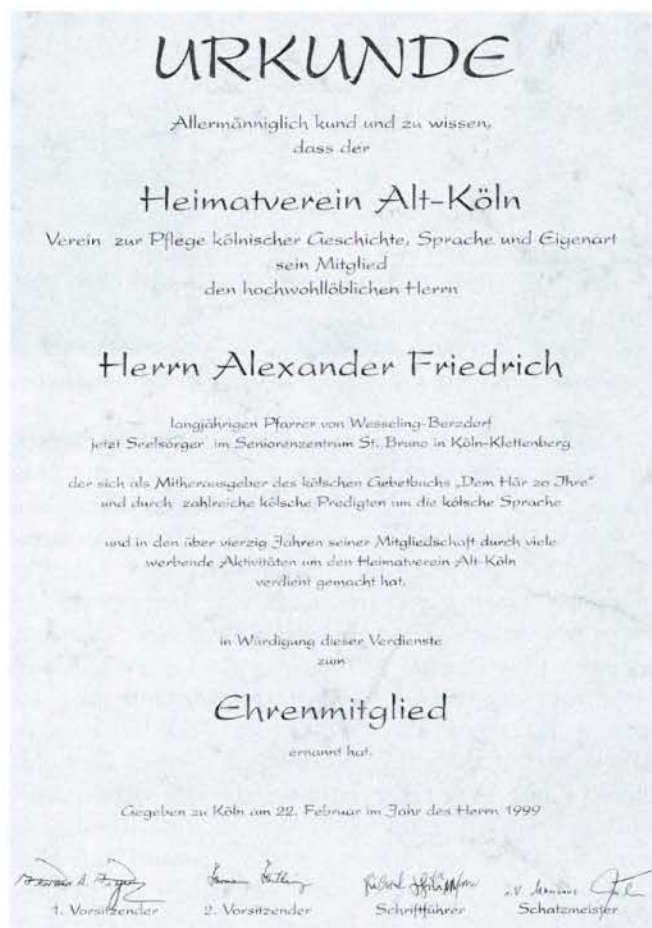 URKUNDE
Allermänniglich kund und zu wissen,
dass der
Heimatverein Alt-Köln
Verein zur Pflege kölnischer Geschichte, Sprache und Eigenart
sein Mitglied
den hochwohllöblichen Herrn
Herrn Alexander Friedrich
langjährigen Pfarrer von Wesseling-Berzdorf
jetzt Seelsorger im Seniorenzentrum St. Bruno in Köln-Klettenberg
der sich als Mitherausgeber des kölschen Gebetbuchs „Dem Här zo Ihre"
und durch zahlreiche kölsche Predigten um die kölsche Sprache
und in den über vierzig Jahren seiner Mitgliedschaft durch viele
werbende Aktivitäten um den Heimatverein Alt-Köln
verdient gemacht hat,
in Würdigung dieser Verdienste
zum
Ehrenmitglied
ernannt hat.
Gegeben zu Köln am 22. Februar im Jahr des Herrn 1999
1. Vorsitzender 2. Vorsitzender Schriftführer Schatzmeister